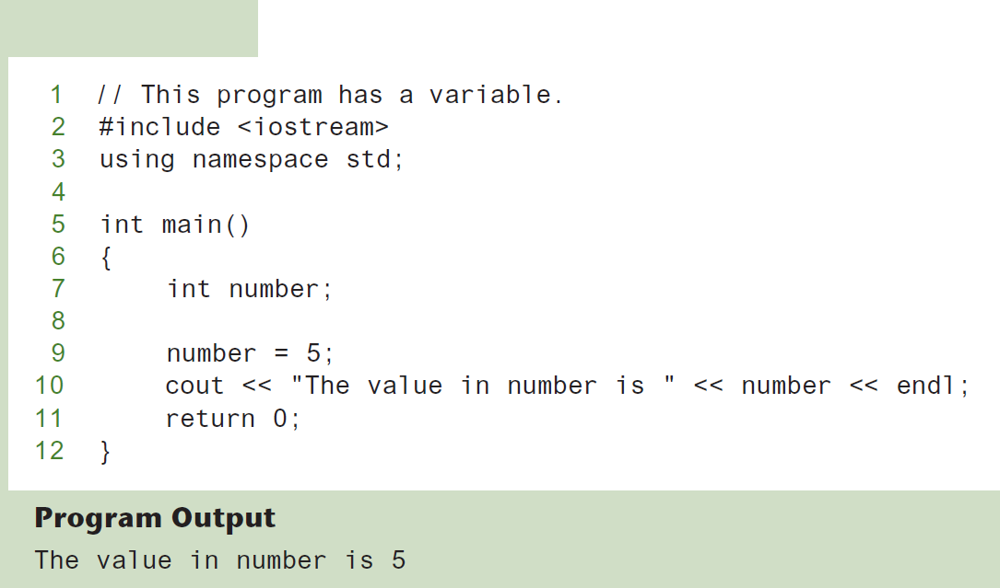 1 // This program has a variable.
2 #include <iostream>
3 using namespace std;
4
5 int main()
6 {
7 int number;
8
9 number = 5;
10 cout << "The value in number is " << number << endl;
11 return 0;
12 }
Program Output
The value in number is 5